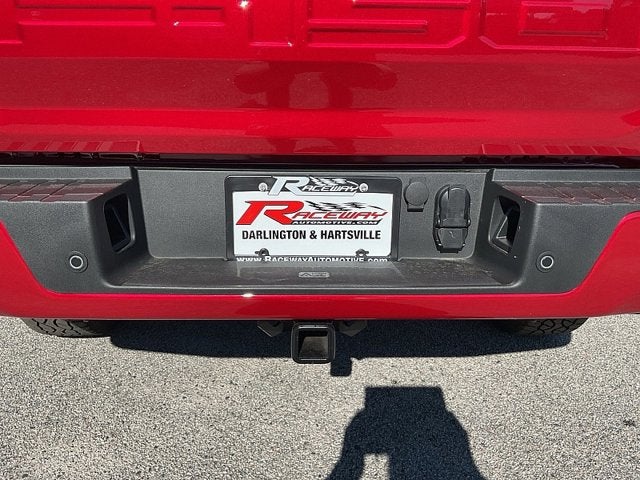 RACEWAY
RACEWAY
AUTOMOTIVE.COM
DARLINGTON & HARTSVILLE
www.RacewayAutomotive.com